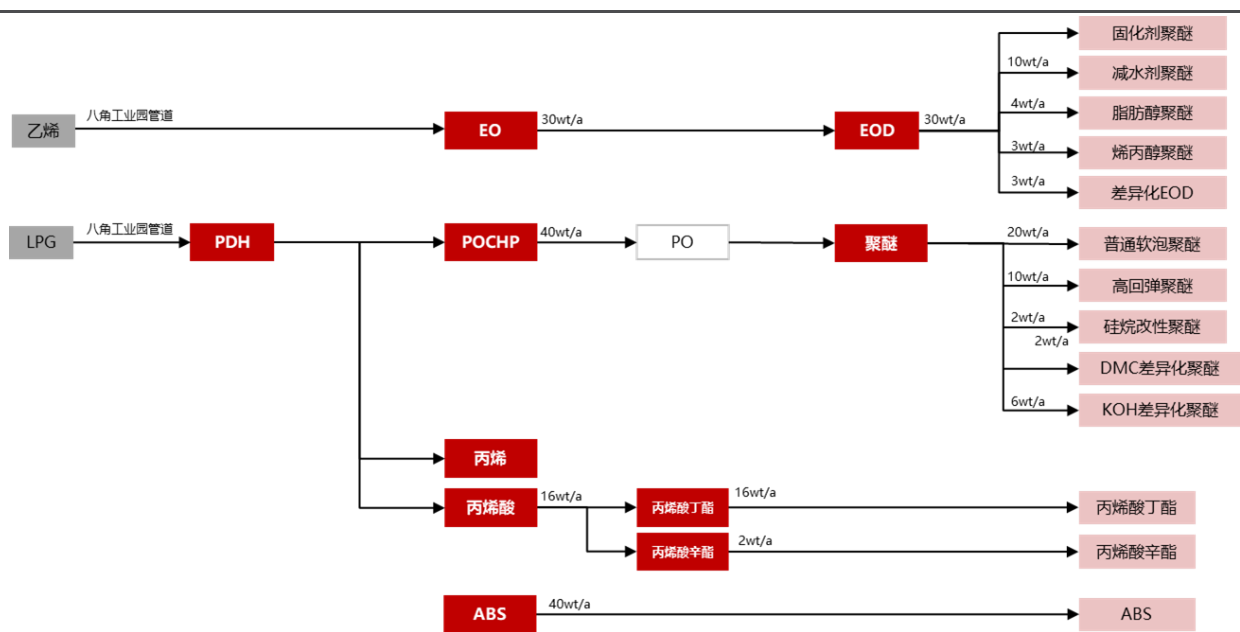 固化剂聚醚
10wt/a
减水剂聚醚
八角工业园管道
4wt/a
脂肪醇聚醚
乙烯
EO
30wt/a
EOD
30wt/a
3wt/a
烯丙醇聚醚
3wt/a
差异化EOD
八角工业园管道
LPG
PDH
POCHP
40wt/a
PO
聚醚
20wt/a
普通软泡聚醚
10wt/a
高回弹聚醚
2wt/a
硅烷改性聚醚
2wt/a
DMC差异化聚醚
6wt/a
KOH差异化聚醚
丙烯
丙烯酸
16wt/a
丙烯酸丁酯
16wt/a
丙烯酸丁酯
丙烯酸辛酯
2wt/a
丙烯酸辛酯
ABS
40wt/a
ABS